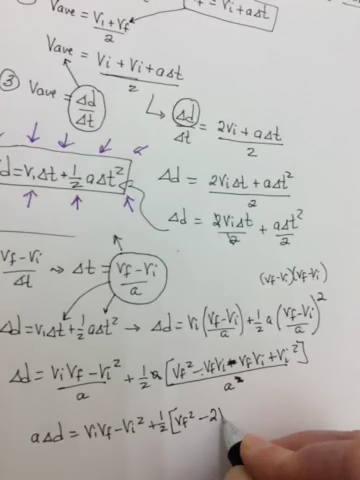 Vave = Vi + Vf / 2
f = Vi + aΔt
Vave = Vi + Vi + aΔt / 2
③ Vave = Δd / Δt
Δd / Δt = 2Vi + aΔt / 2
d = ViΔt + 1/2 aΔt²
Δd = 2ViΔt + aΔt² / 2
Δd = 2ViΔt / 2 + aΔt² / 2
Vf - Vi / Δt → Δt = Vf - Vi / a
(Vf - Vi)(Vf - Vi)
Δd = ViΔt + 1/2 aΔt² → Δd = Vi (Vf - Vi / a) + 1/2 a (Vf - Vi / a)²
Δd = ViVf - Vi² / a + 1/2 a [Vf² - VfVi - VfVi + Vi²] / a²
aΔd = ViVf - Vi² + 1/2 [Vf² - 2